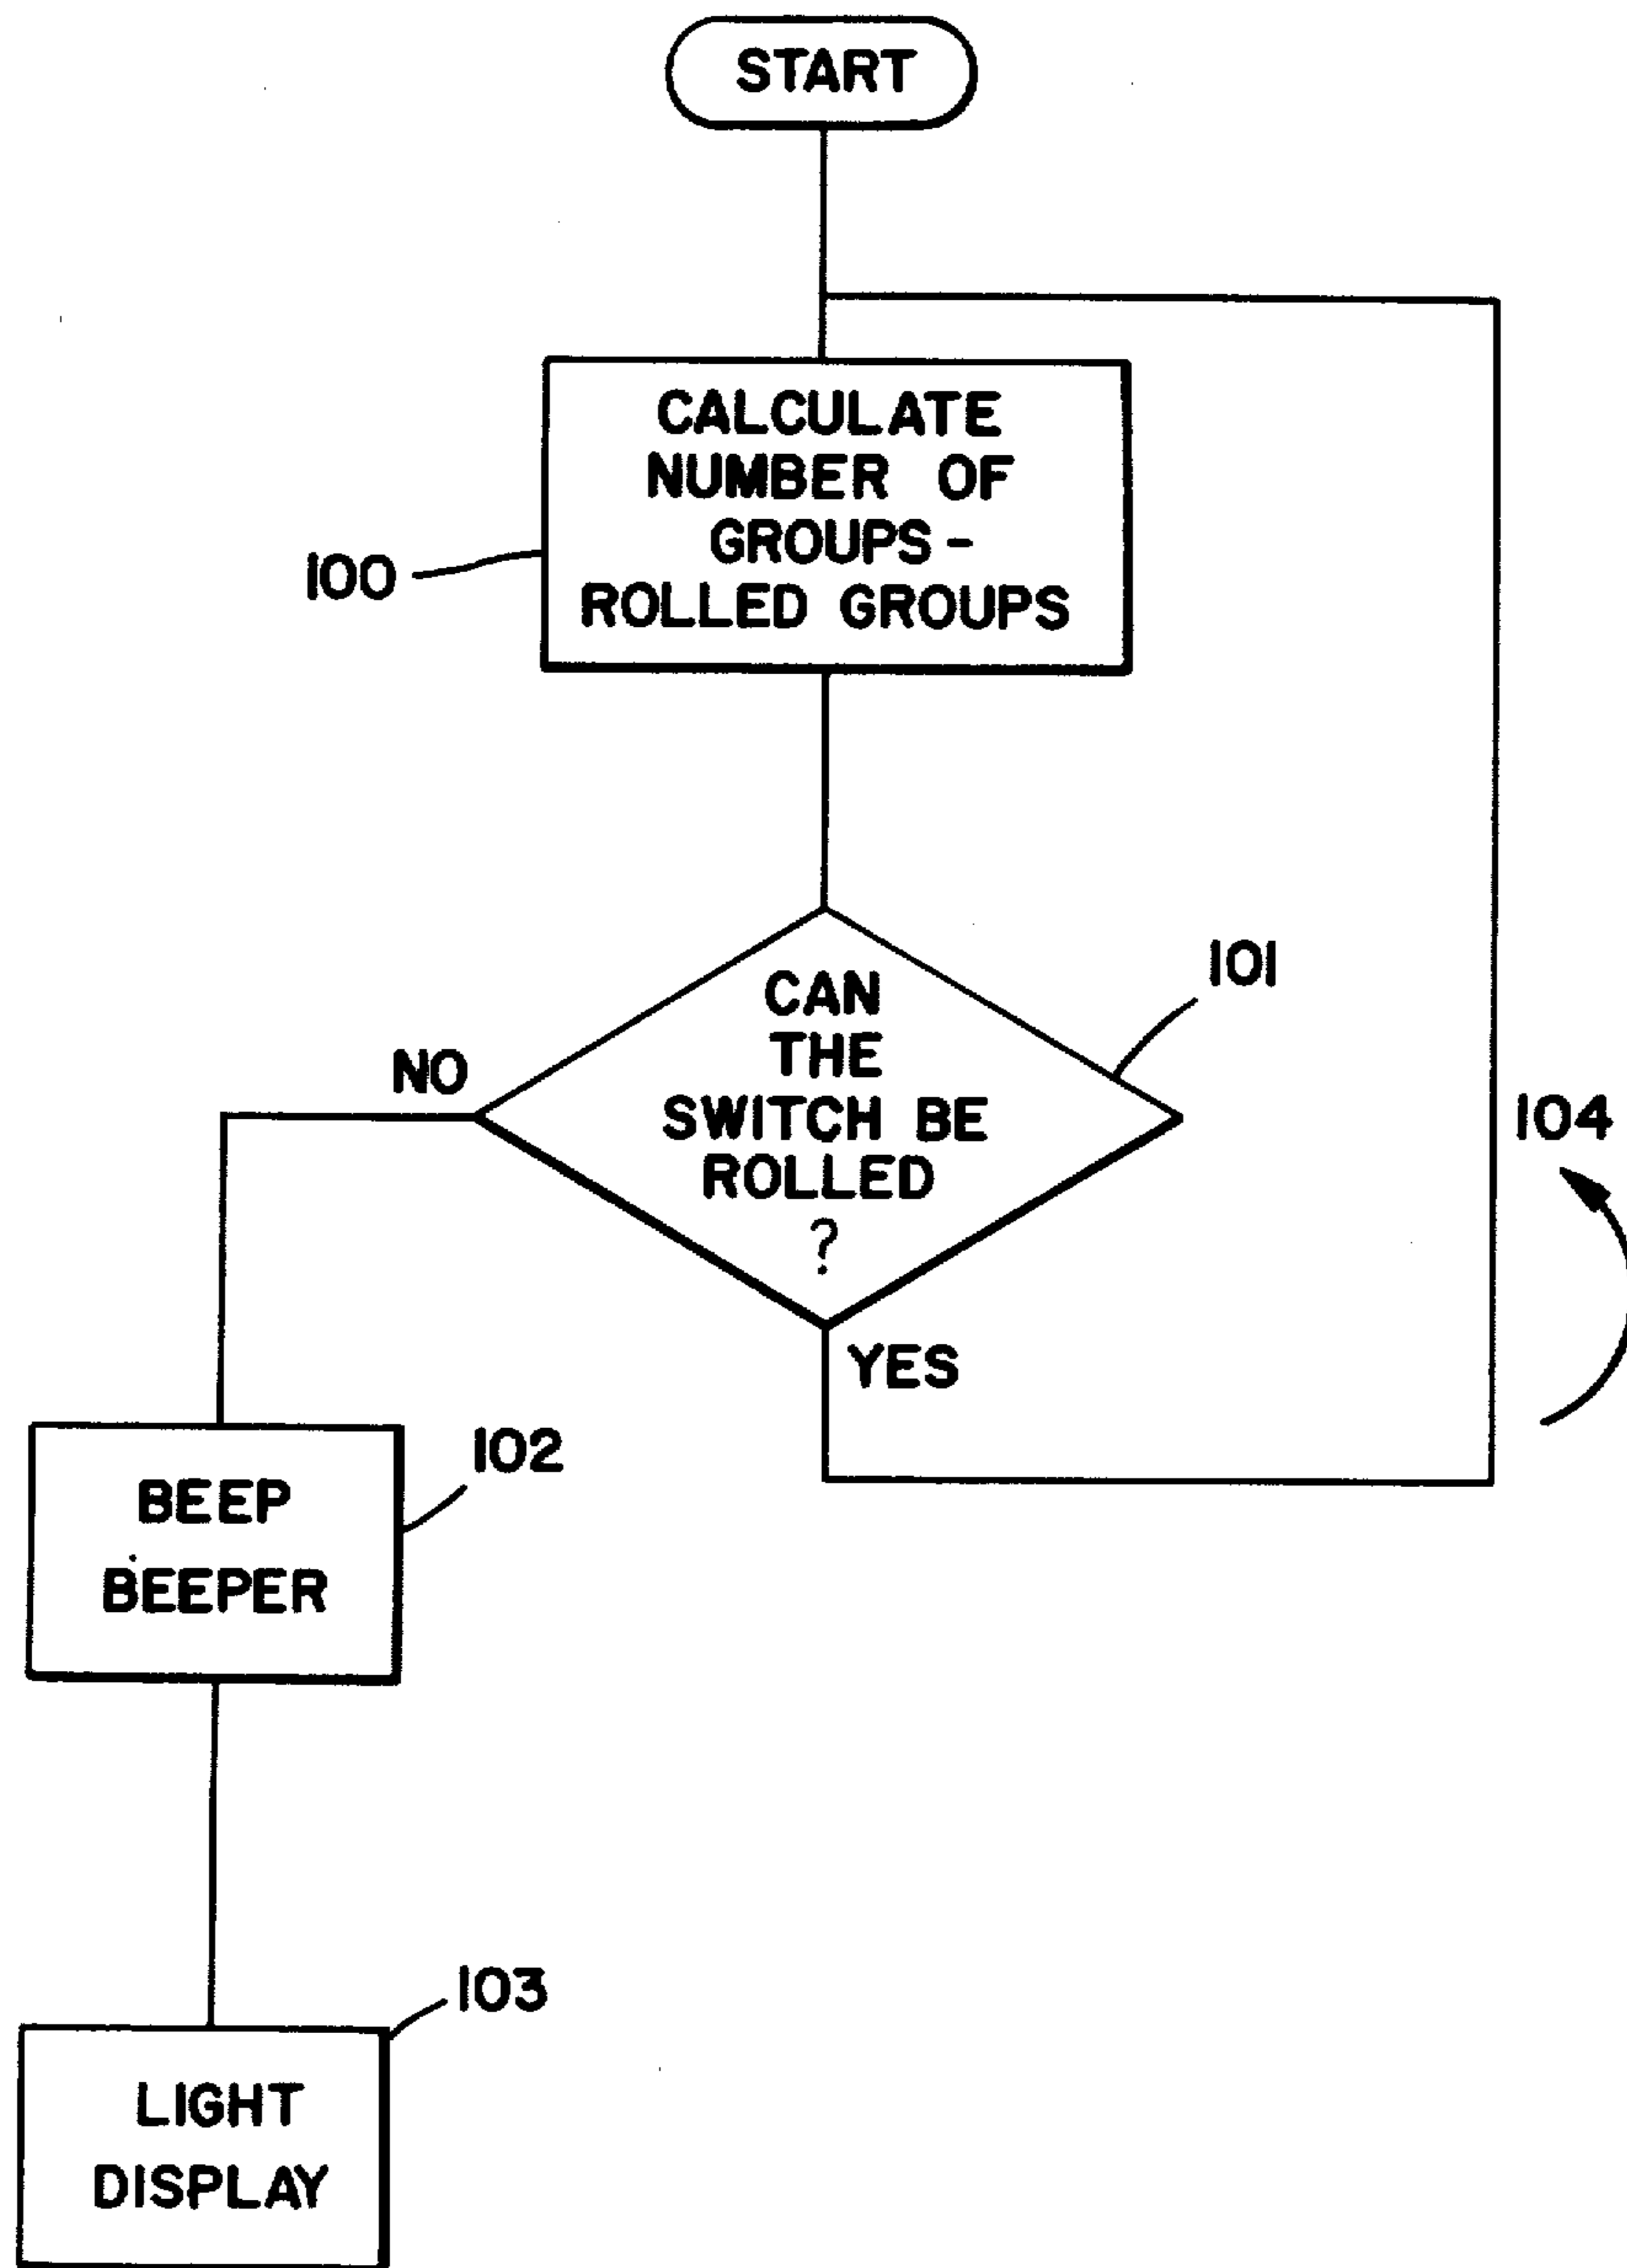 START
CALCULATE
NUMBER OF
GROUPS -
ROLLED GROUPS
100
CAN
THE
SWITCH BE
ROLLED
?
101
NO
YES
104
BEEP
BEEPER
102
LIGHT
DISPLAY
103